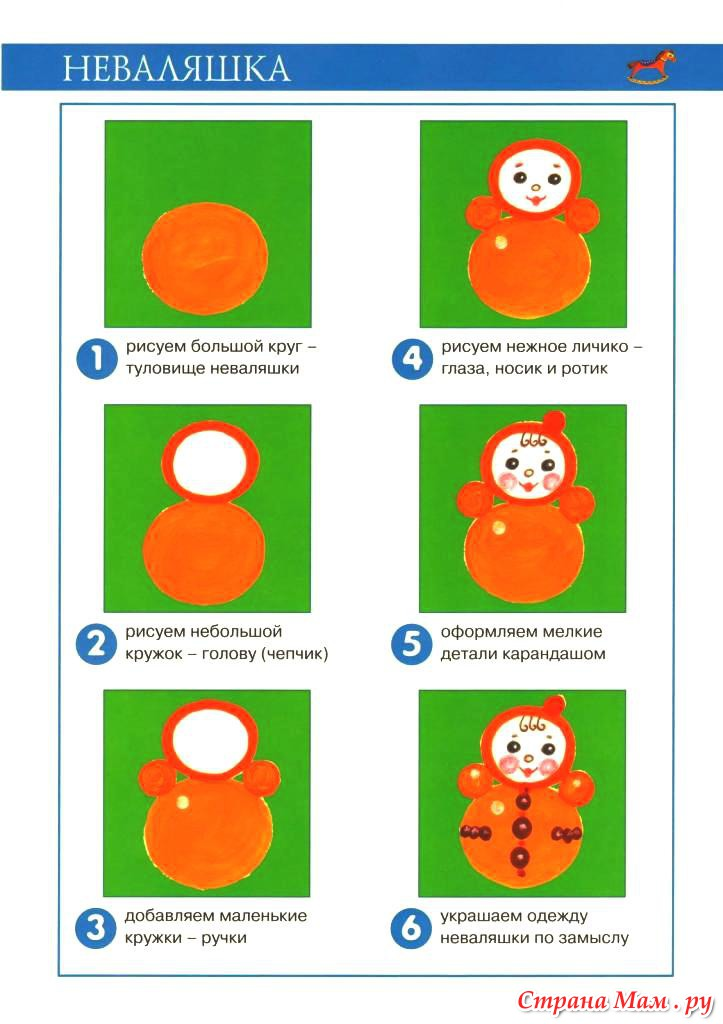 НЕВАЛЯШКА
1 рисуем большой круг –
туловище неваляшки
2 рисуем небольшой
кружок – голову (чепчик)
3 добавляем маленькие
кружки – ручки
4 рисуем нежное личико –
глаза, носик и ротик
5 оформляем мелкие
детали карандашом
6 украшаем одежду
неваляшки по замыслу
Страна Мам . ру